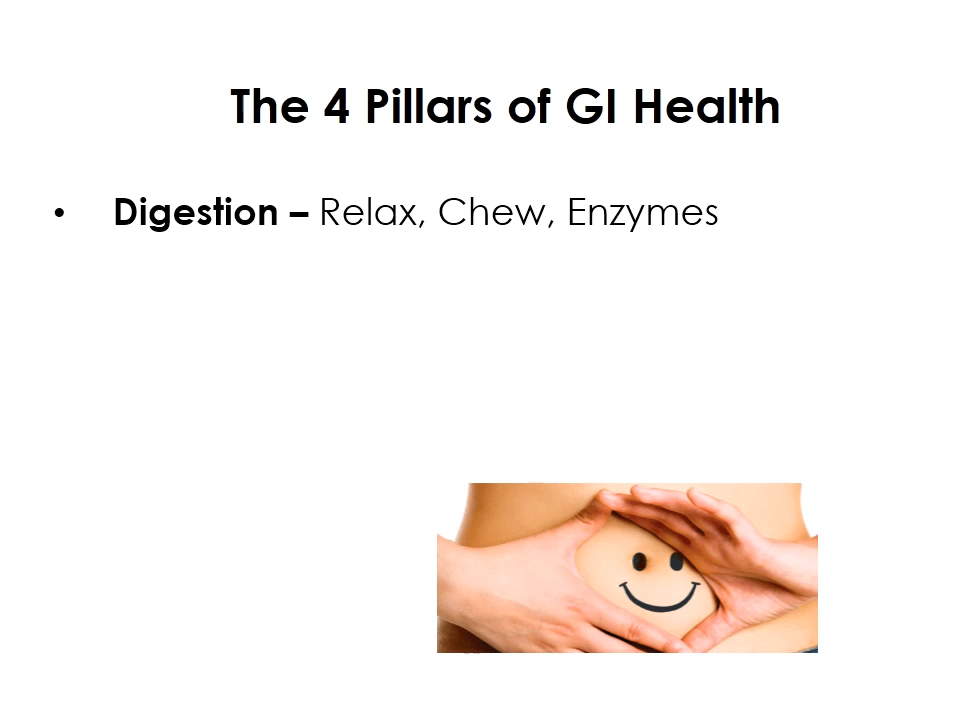 The 4 Pillars of GI Health
• Digestion – Relax, Chew, Enzymes